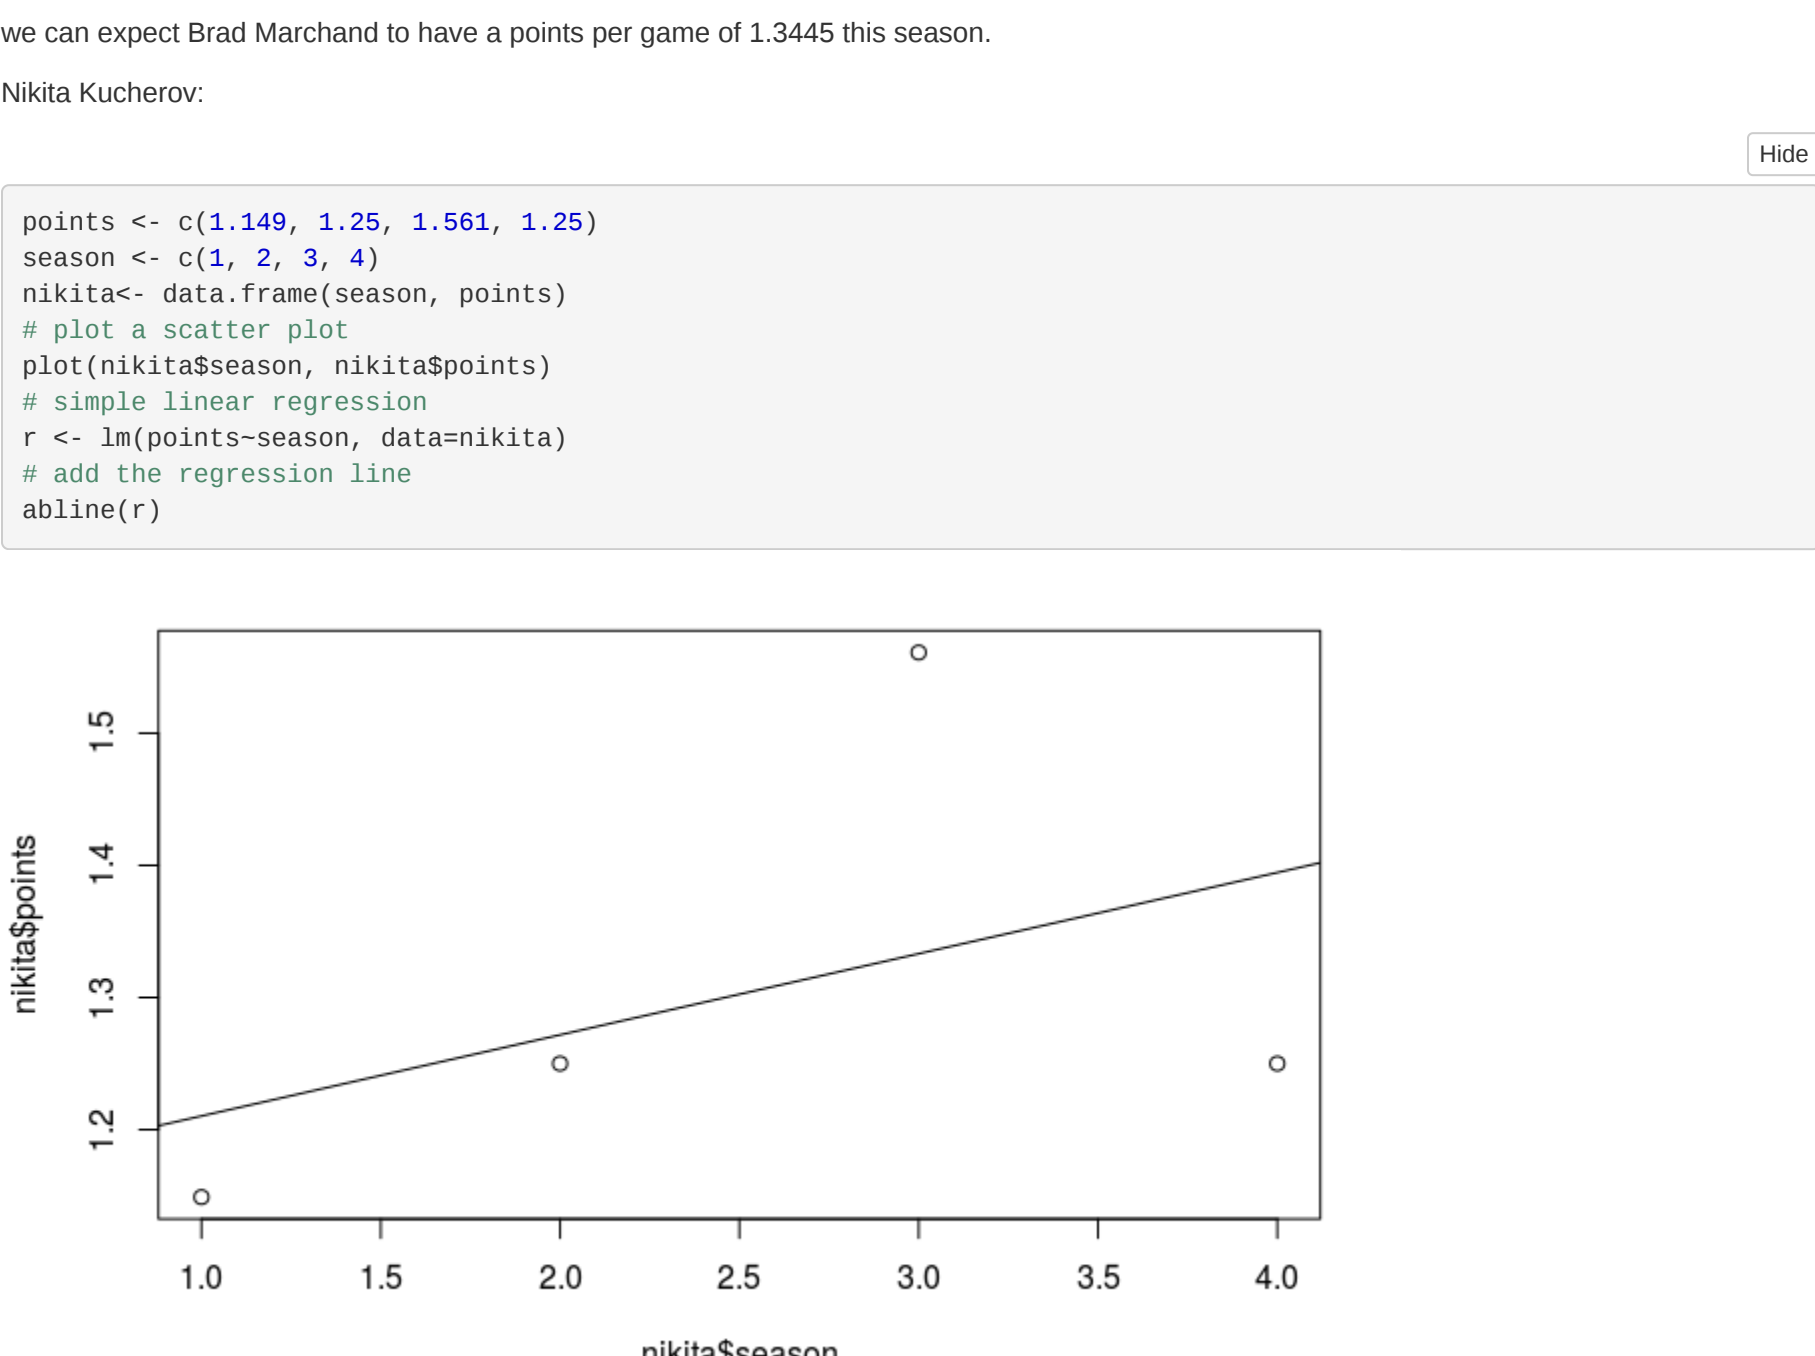 we can expect Brad Marchand to have a points per game of 1.3445 this season.
Nikita Kucherov:
Hide
points <- c(1.149, 1.25, 1.561, 1.25)
season <- c(1, 2, 3, 4)
nikita<- data.frame(season, points)
# plot a scatter plot
plot(nikita$season, nikita$points)
# simple linear regression
r <- lm(points~season, data=nikita)
# add the regression line
abline(r)
nikita$points
1.5
1.4
1.3
1.2
1.0 1.5 2.0 2.5 3.0 3.5 4.0
nikita$season